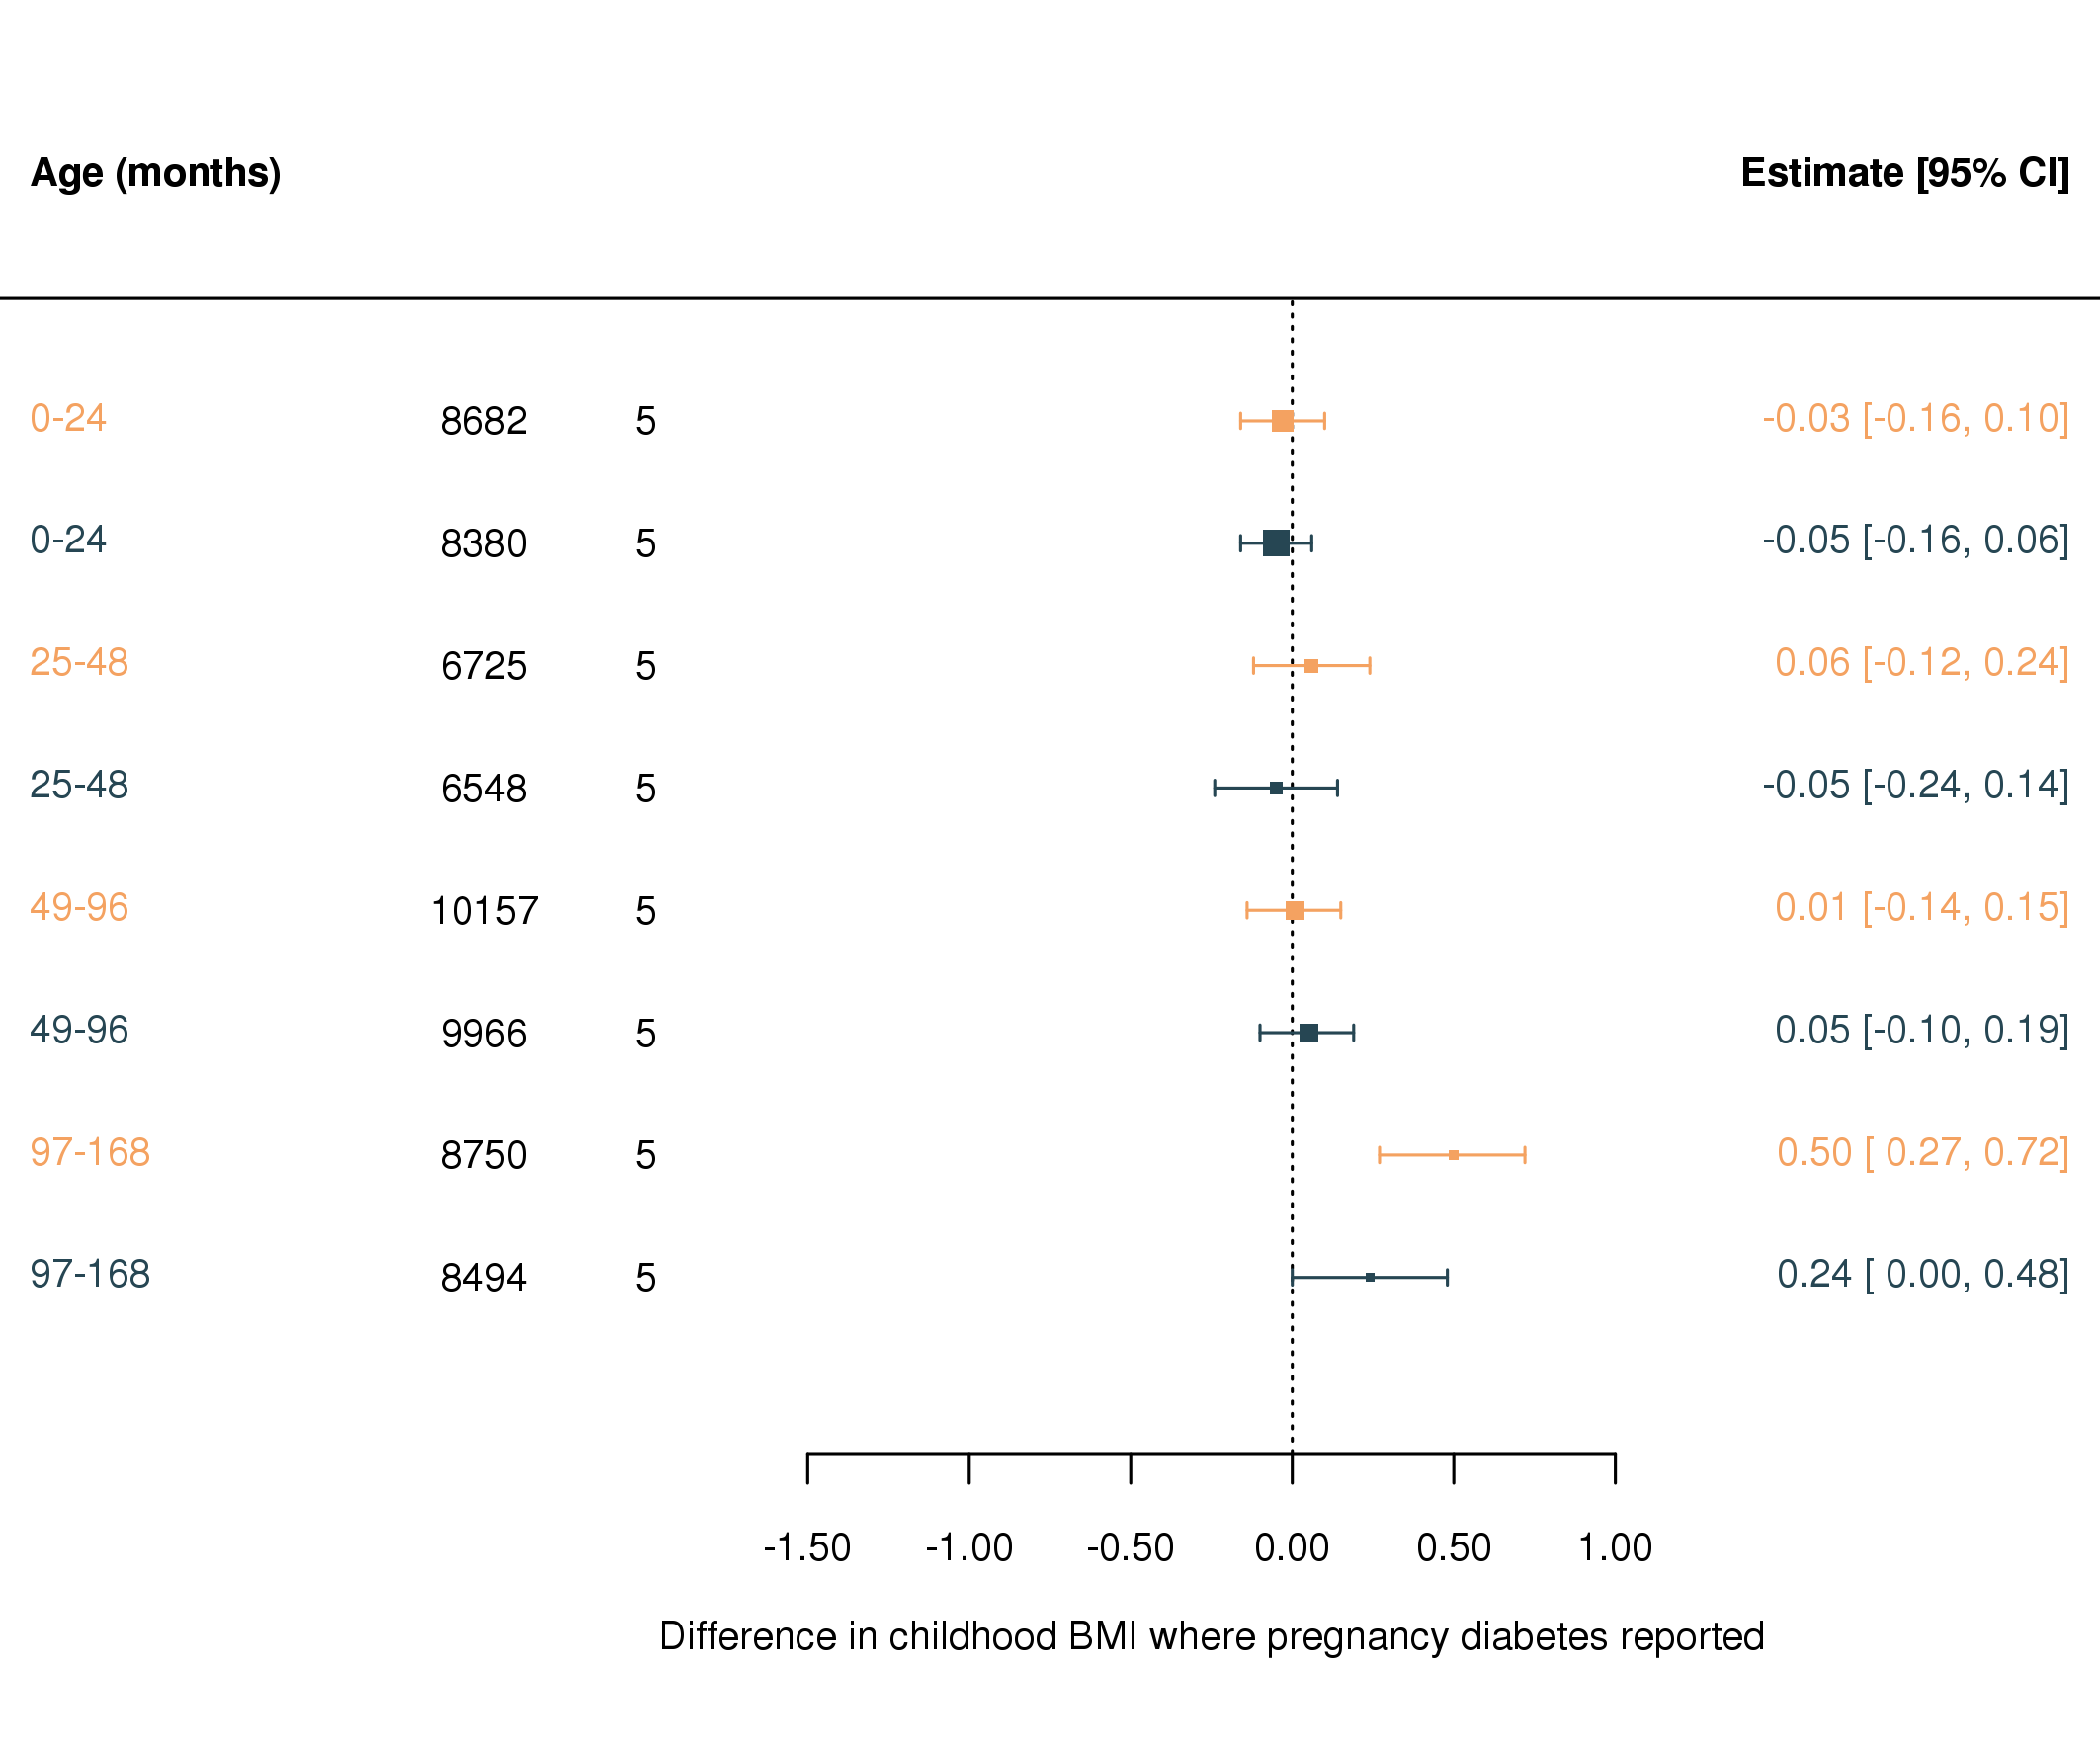 Age (months) Estimate [95% CI]
0-24 8682 5 -0.03 [-0.16, 0.10]
0-24 8380 5 -0.05 [-0.16, 0.06]
25-48 6725 5 0.06 [-0.12, 0.24]
25-48 6548 5 -0.05 [-0.24, 0.14]
49-96 10157 5 0.01 [-0.14, 0.15]
49-96 9966 5 0.05 [-0.10, 0.19]
97-168 8750 5 0.50 [ 0.27, 0.72]
97-168 8494 5 0.24 [ 0.00, 0.48]
-1.50 -1.00 -0.50 0.00 0.50 1.00
Difference in childhood BMI where pregnancy diabetes reported